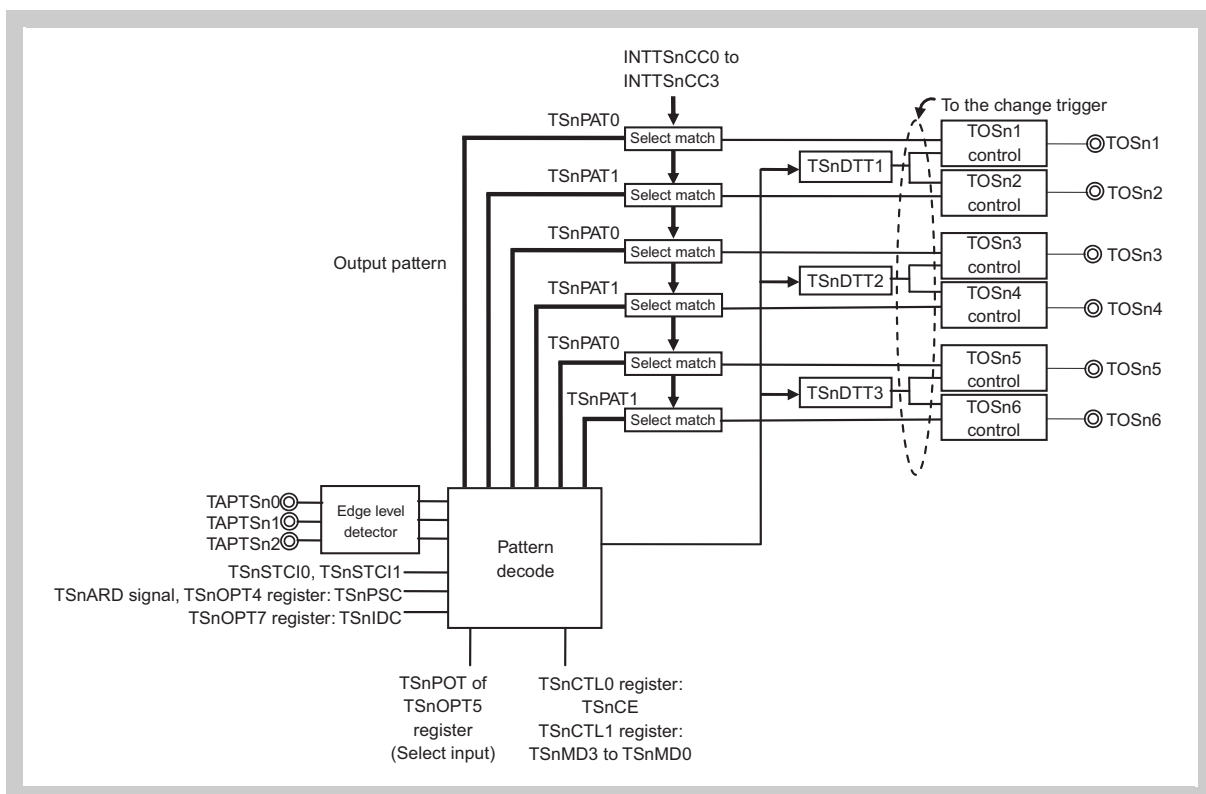 INTTSnCC0 to
INTTSnCC3
To the change trigger
TSnPAT0
Select match
TOSn1
control
TOSn1
TSnDTT1
TSnPAT1
Select match
TOSn2
control
TOSn2
TSnPAT0
Select match
TOSn3
control
TOSn3
Output pattern
TSnDTT2
TSnPAT1
Select match
TOSn4
control
TOSn4
TSnPAT0
Select match
TOSn5
control
TOSn5
TSnDTT3
TSnPAT1
Select match
TOSn6
control
TOSn6
TAPTSn0
TAPTSn1
TAPTSn2
Edge level
detector
Pattern
decode
TSnSTCI0, TSnSTCI1
TSnARD signal, TSnOPT4 register: TSnPSC
TSnOPT7 register: TSnIDC
TSnPOT of
TSnOPT5
register
(Select input)
TSnCTL0 register:
TSnCE
TSnCTL1 register:
TSnMD3 to TSnMD0